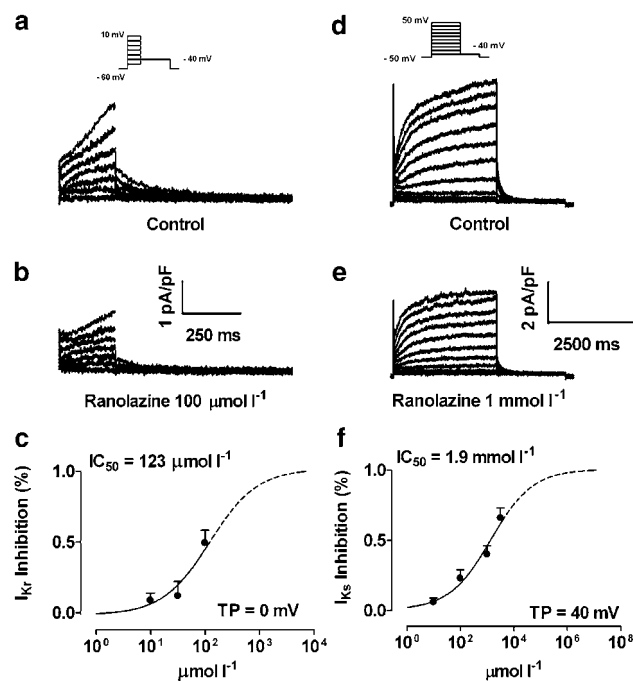 a
10 mV
- 40 mV
- 60 mV
Control
b
1 pA/pF
250 ms
Ranolazine 100 μmol l⁻¹
c
IC₅₀ = 123 μmol l⁻¹
I_Kr Inhibition (%)
1.0
0.5
0.0
TP = 0 mV
10⁰ 10¹ 10² 10³ 10⁴
μmol l⁻¹
d
50 mV
- 40 mV
- 50 mV
Control
e
2 pA/pF
2500 ms
Ranolazine 1 mmol l⁻¹
f
IC₅₀ = 1.9 mmol l⁻¹
I_Ks Inhibition (%)
1.0
0.5
0.0
TP = 40 mV
10⁰ 10² 10⁴ 10⁶ 10⁸
μmol l⁻¹